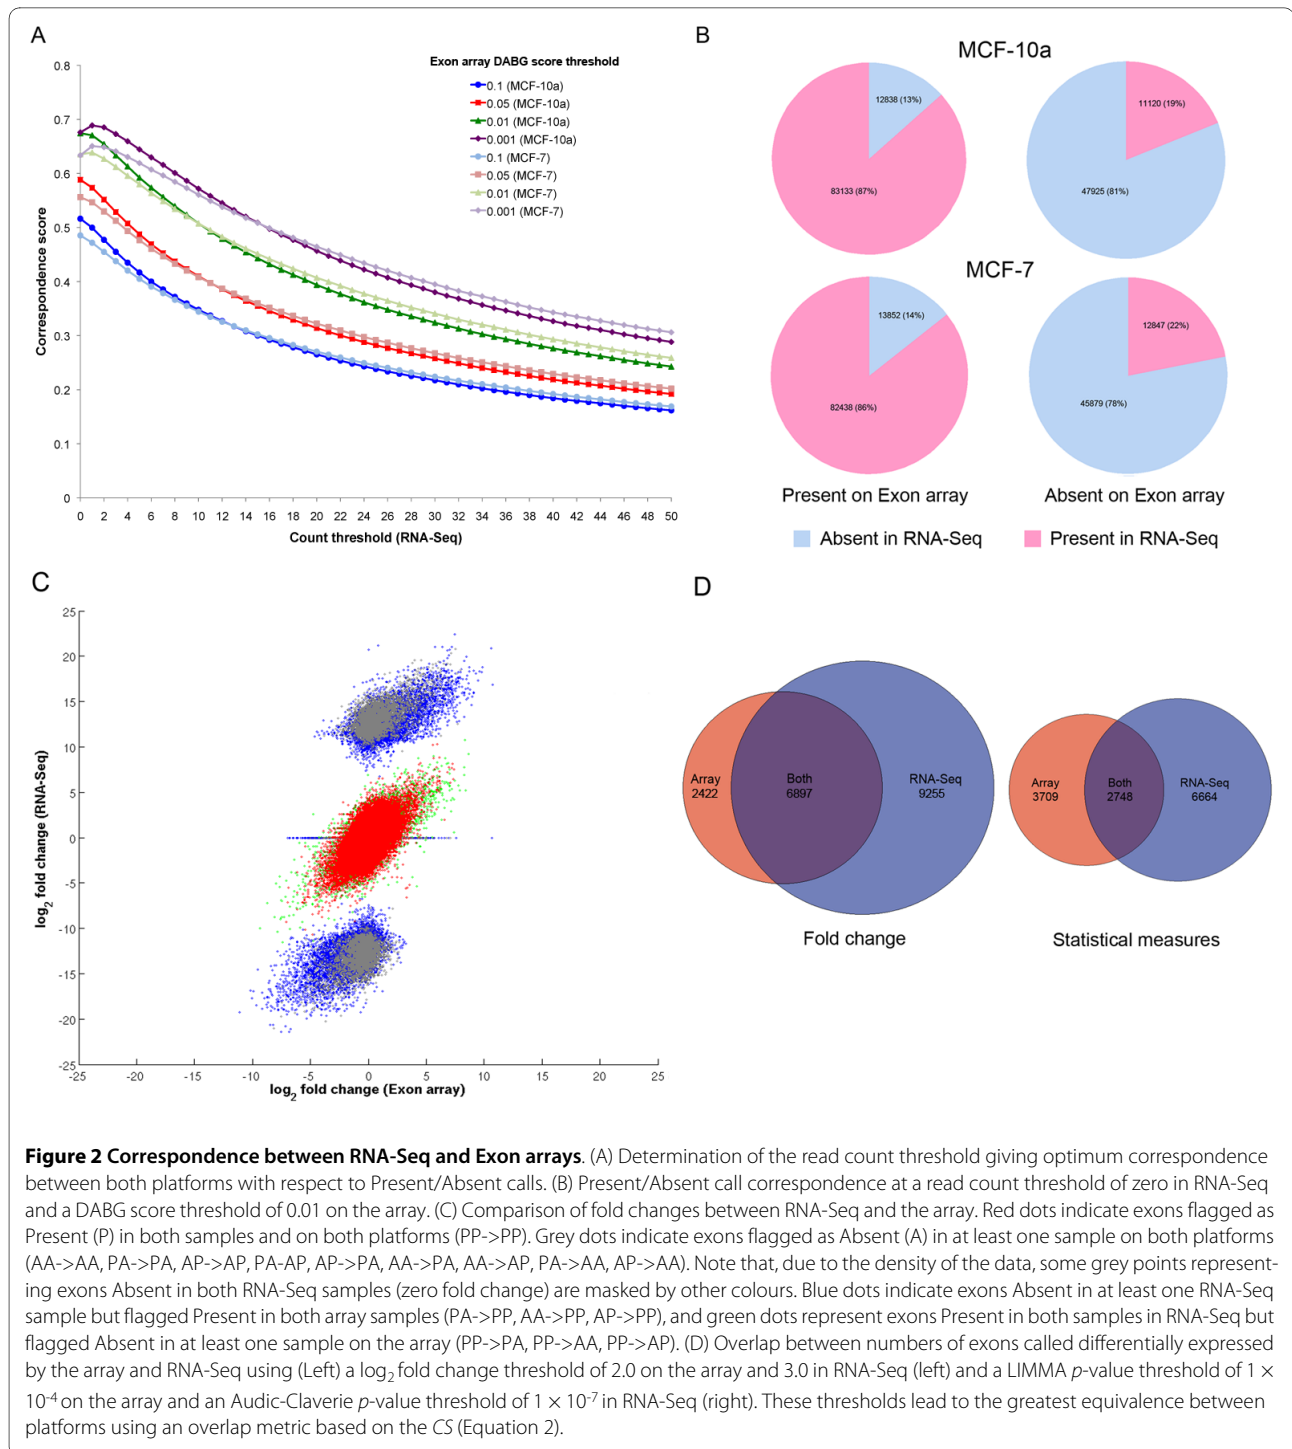 A
Exon array DABG score threshold
0.1 (MCF-10a)
0.05 (MCF-10a)
0.01 (MCF-10a)
0.001 (MCF-10a)
0.1 (MCF-7)
0.05 (MCF-7)
0.01 (MCF-7)
0.001 (MCF-7)
Correspondence score
0.8
0.7
0.6
0.5
0.4
0.3
0.2
0.1
0
0 2 4 6 8 10 12 14 16 18 20 22 24 26 28 30 32 34 36 38 40 42 44 46 48 50
Count threshold (RNA-Seq)
B
MCF-10a
12838 (13%)
83133 (87%)
11120 (19%)
47925 (81%)
MCF-7
13852 (14%)
82438 (86%)
12847 (22%)
45879 (78%)
Present on Exon array
Absent on Exon array
Absent in RNA-Seq
Present in RNA-Seq
C
log2 fold change (RNA-Seq)
25
20
15
10
5
0
-5
-10
-15
-20
-25
-25 -20 -15 -10 -5 0 5 10 15 20 25
log2 fold change (Exon array)
D
Array
2422
Both
6897
RNA-Seq
9255
Fold change
Array
3709
Both
2748
RNA-Seq
6664
Statistical measures
Figure 2 Correspondence between RNA-Seq and Exon arrays. (A) Determination of the read count threshold giving optimum correspondence
between both platforms with respect to Present/Absent calls. (B) Present/Absent call correspondence at a read count threshold of zero in RNA-Seq
and a DABG score threshold of 0.01 on the array. (C) Comparison of fold changes between RNA-Seq and the array. Red dots indicate exons flagged as
Present (P) in both samples and on both platforms (PP->PP). Grey dots indicate exons flagged as Absent (A) in at least one sample on both platforms
(AA->AA, PA->PA, AP->AP, PA-AP, AP->PA, AA->PA, AA->AP, PA->AA, AP->AA). Note that, due to the density of the data, some grey points represent-
ing exons Absent in both RNA-Seq samples (zero fold change) are masked by other colours. Blue dots indicate exons Absent in at least one RNA-Seq
sample but flagged Present in both array samples (PA->PP, AA->PP, AP->PP), and green dots represent exons Present in both samples in RNA-Seq but
flagged Absent in at least one sample on the array (PP->PA, PP->AA, PP->AP). (D) Overlap between numbers of exons called differentially expressed
by the array and RNA-Seq using (Left) a log2 fold change threshold of 2.0 on the array and 3.0 in RNA-Seq (left) and a LIMMA p-value threshold of 1 ×
10-4 on the array and an Audic-Claverie p-value threshold of 1 × 10-7 in RNA-Seq (right). These thresholds lead to the greatest equivalence between
platforms using an overlap metric based on the CS (Equation 2).